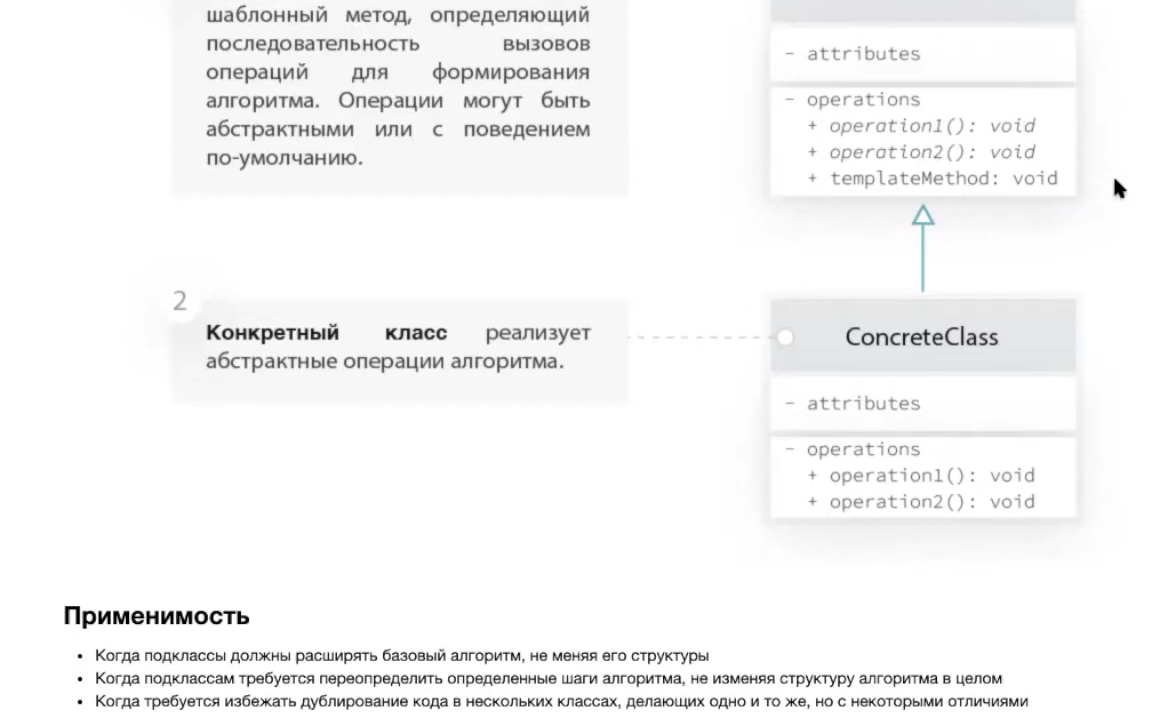 шаблонный метод, определяющий
последовательность вызовов
операций для формирования
алгоритма. Операции могут быть
абстрактными или с поведением
по-умолчанию.
- attributes
- operations
+ operation1(): void
+ operation2(): void
+ templateMethod: void
2
Конкретный класс реализует
абстрактные операции алгоритма.
ConcreteClass
- attributes
- operations
+ operation1(): void
+ operation2(): void
Применимость
• Когда подклассы должны расширять базовый алгоритм, не меняя его структуры
• Когда подклассам требуется переопределить определенные шаги алгоритма, не изменяя структуру алгоритма в целом
• Когда требуется избежать дублирование кода в нескольких классах, делающих одно и то же, но с некоторыми отличиями